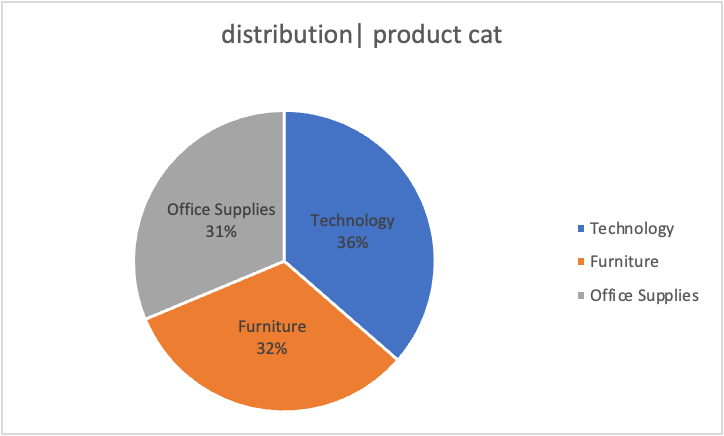 distribution| product cat
Office Supplies
31%
Technology
36%
Furniture
32%
Technology
Furniture
Office Supplies